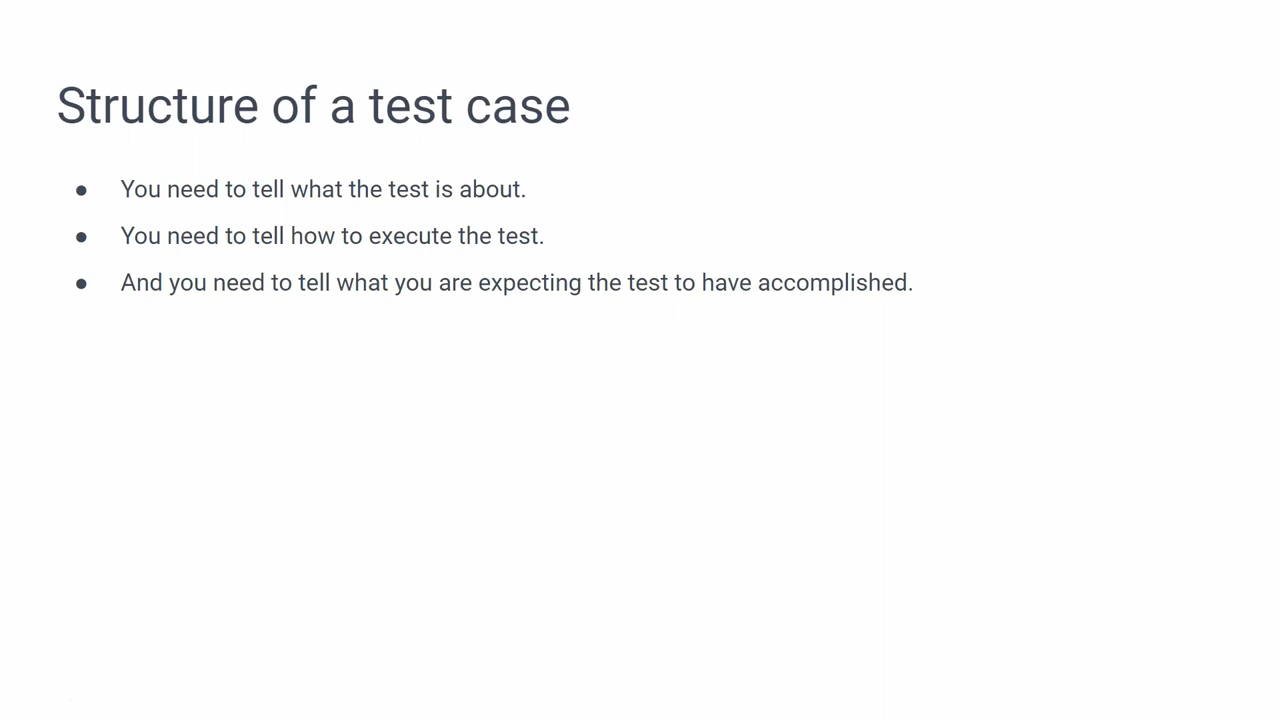 Structure of a test case
● You need to tell what the test is about.
● You need to tell how to execute the test.
● And you need to tell what you are expecting the test to have accomplished.